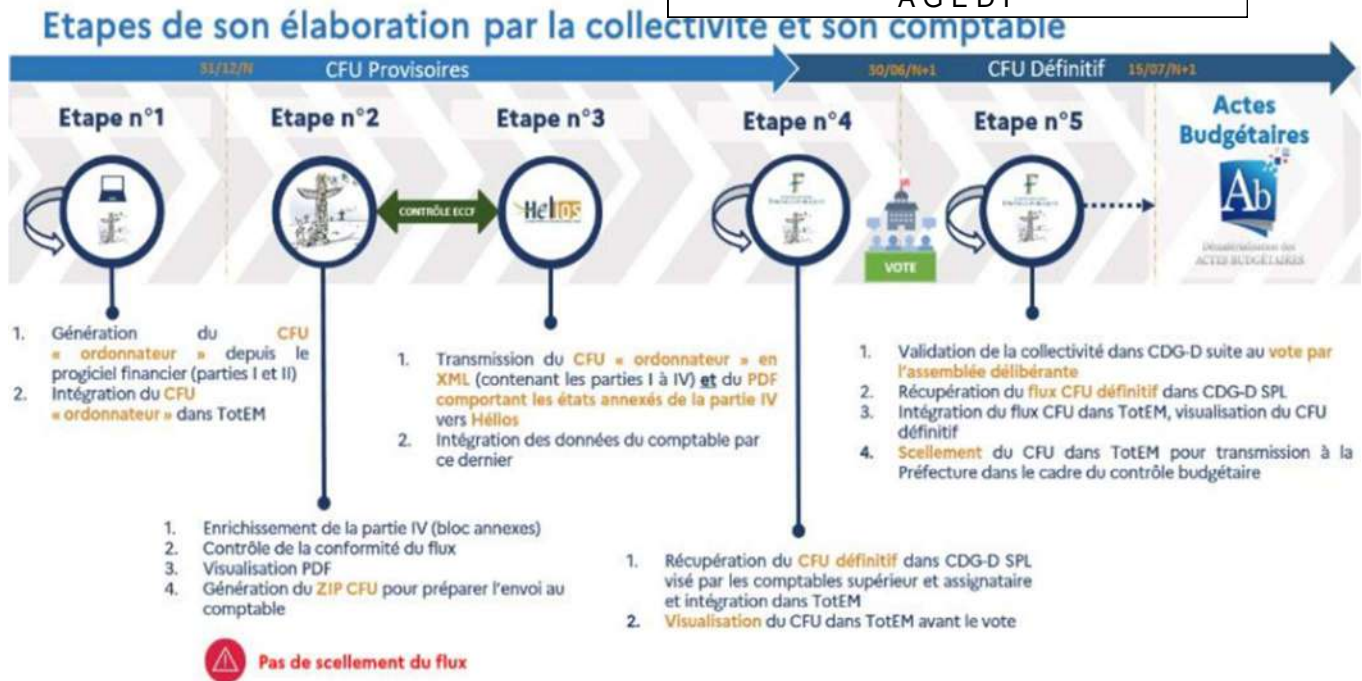 AGEDI
Etapes de son élaboration par la collectivité et son comptable
31/12/N
CFU Provisoires
30/06/N+1
CFU Définitif
15/07/N+1
Etape n°1
Etape n°2
Etape n°3
Etape n°4
Etape n°5
Actes
Budgétaires
CONTRÔLE ECCF
Hélios
F
F
Ab
VOTE
Dématérialisation des
ACTES BUDGÉTAIRES
1. Génération du CFU
« ordonnateur » depuis le
progiciel financier (parties I et II)
2. Intégration du CFU
« ordonnateur » dans TotEM
1. Enrichissement de la partie IV (bloc annexes)
2. Contrôle de la conformité du flux
3. Visualisation PDF
4. Génération du ZIP CFU pour préparer l'envoi au
comptable
Pas de scellement du flux
1. Transmission du CFU « ordonnateur » en
XML (contenant les parties I à IV) et du PDF
comportant les états annexés de la partie IV
vers Hélios
2. Intégration des données du comptable par
ce dernier
1. Récupération du CFU définitif dans CDG-D SPL
visé par les comptables supérieur et assignataire
et intégration dans TotEM
2. Visualisation du CFU dans TotEM avant le vote
1. Validation de la collectivité dans CDG-D suite au vote par
l'assemblée délibérante
2. Récupération du flux CFU définitif dans CDG-D SPL
3. Intégration du flux CFU dans TotEM, visualisation du CFU
définitif
4. Scellement du CFU dans TotEM pour transmission à la
Préfecture dans le cadre du contrôle budgétaire